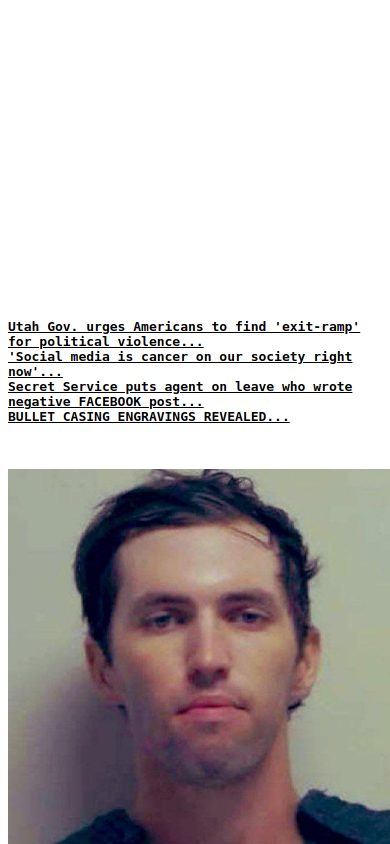 Utah Gov. urges Americans to find 'exit-ramp'
for political violence...
'Social media is cancer on our society right
now'...
Secret Service puts agent on leave who wrote
negative FACEBOOK post...
BULLET CASING ENGRAVINGS REVEALED...